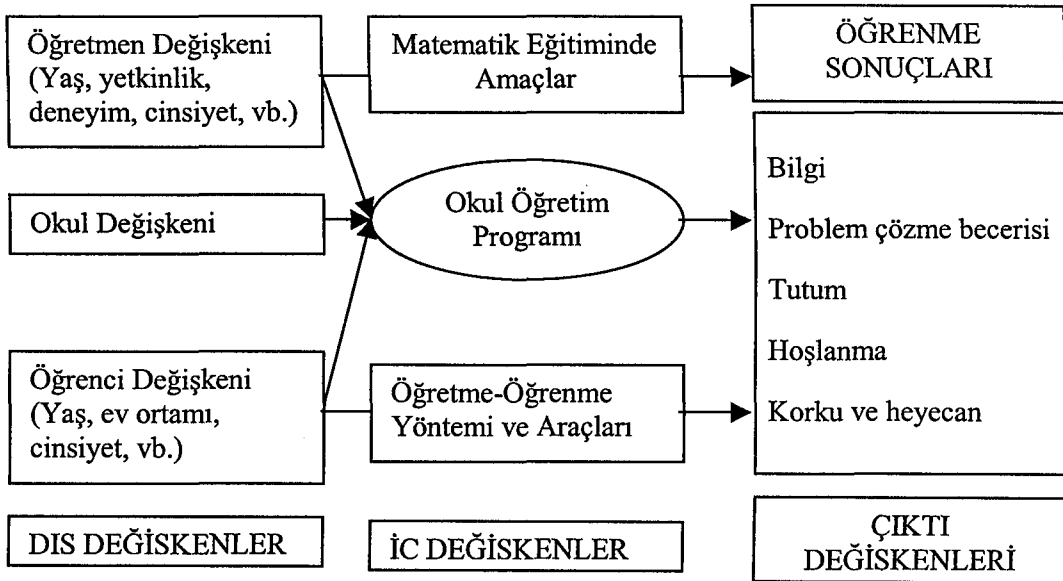 Öğretmen Değişkeni
(Yaş, yetkinlik,
deneyim, cinsiyet, vb.)
Matematik Eğitiminde
Amaçlar
ÖĞRENME
SONUÇLARI
Okul Değişkeni
Okul Öğretim
Programı
Bilgi
Problem çözme becerisi
Tutum
Hoşlanma
Korku ve heyecan
Öğrenci Değişkeni
(Yaş, ev ortamı,
cinsiyet, vb.)
Öğretme-Öğrenme
Yöntemi ve Araçları
DIS DEĞİSKENLER
İC DEĞİSKENLER
ÇIKTI
DEĞİSKENLERİ